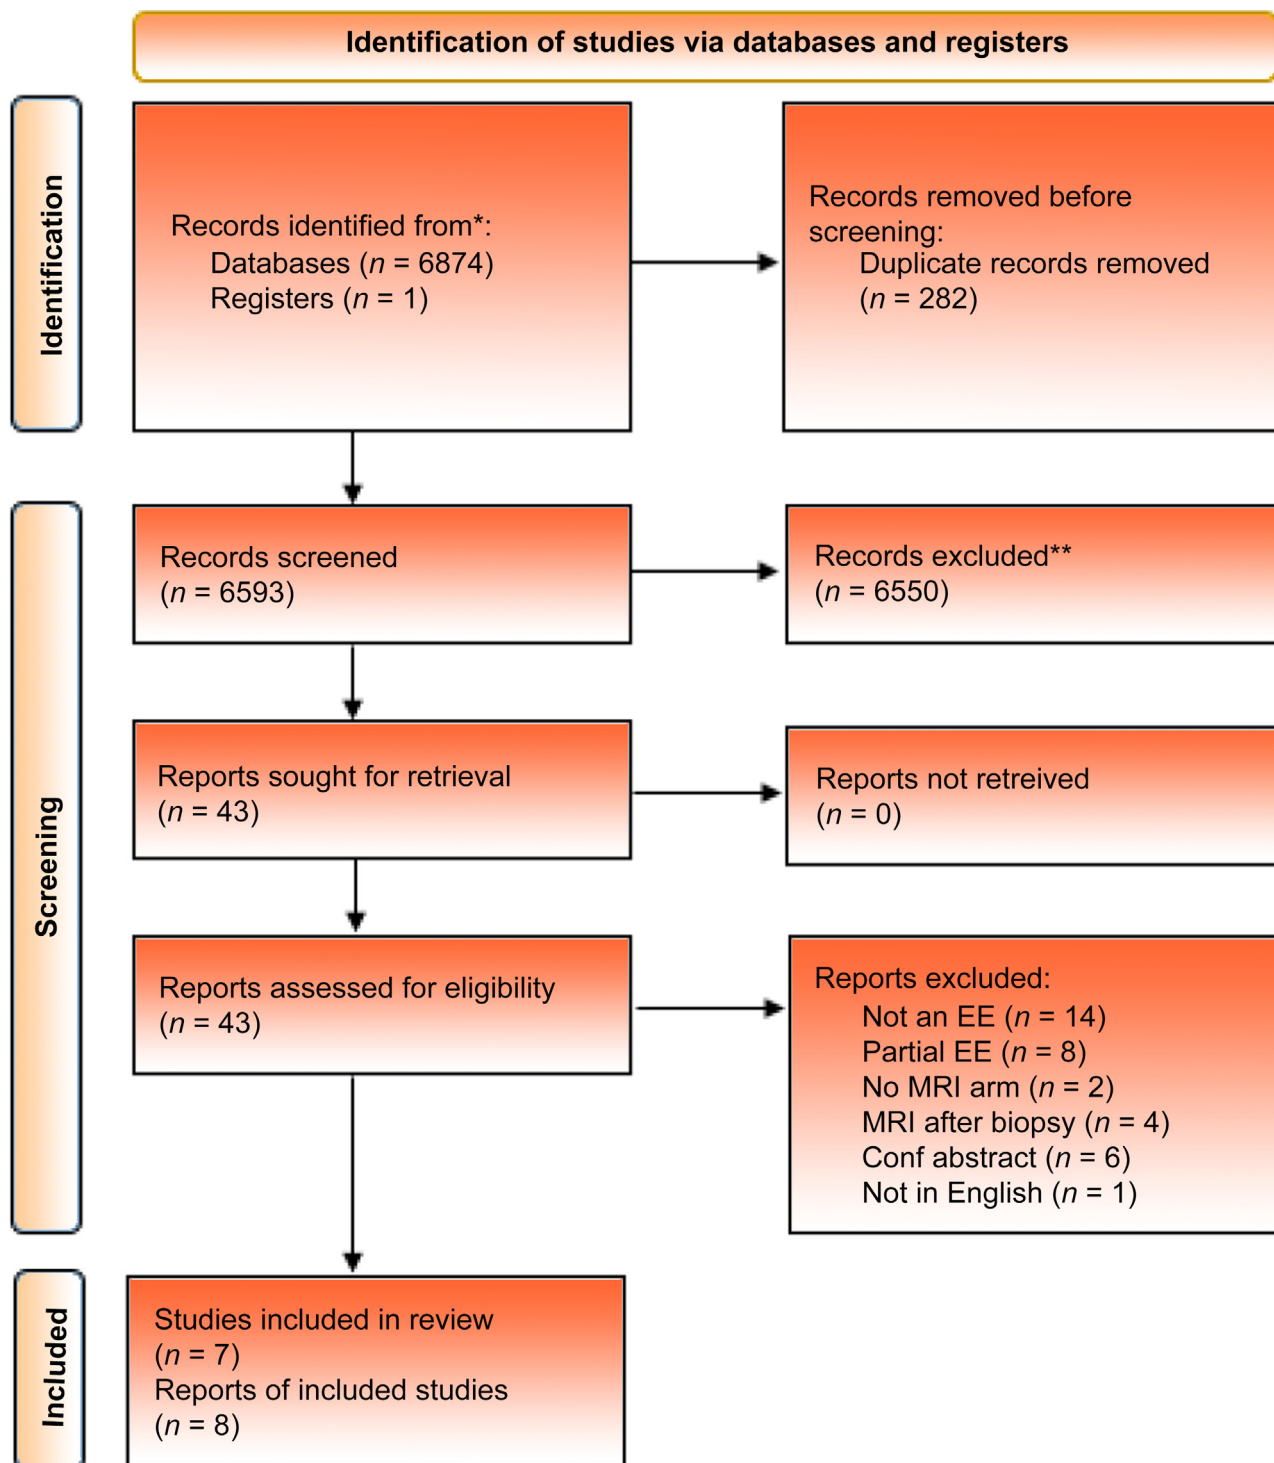 Identification of studies via databases and registers
Identification
Records identified from*:
Databases (n = 6874)
Registers (n = 1)
Records removed before
screening:
Duplicate records removed
(n = 282)
Screening
Records screened
(n = 6593)
Records excluded**
(n = 6550)
Reports sought for retrieval
(n = 43)
Reports not retreived
(n = 0)
Reports assessed for eligibility
(n = 43)
Reports excluded:
Not an EE (n = 14)
Partial EE (n = 8)
No MRI arm (n = 2)
MRI after biopsy (n = 4)
Conf abstract (n = 6)
Not in English (n = 1)
Included
Studies included in review
(n = 7)
Reports of included studies
(n = 8)